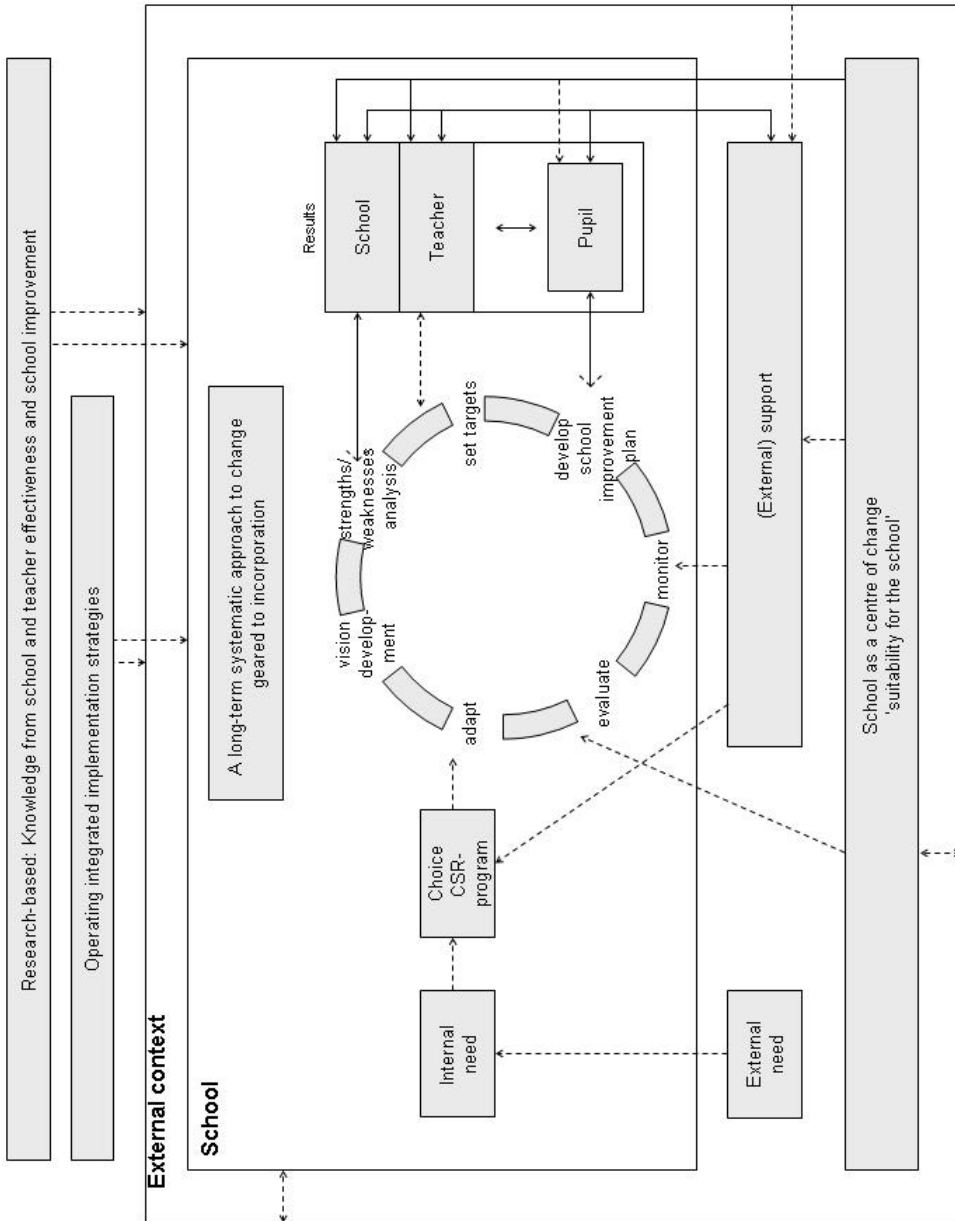 Research-based: Knowledge from school and teacher effectiveness and school improvement
Operating integrated implementation strategies
External context
School
A long-term systematic approach to change
geared to incorporation
Internal
need
Choice
CSR-
program
adapt
vision
develop-
ment
strengths/
weaknesses
analysis
set targets
develop
school
improvement
plan
monitor
evaluate
Results
School
Teacher
Pupil
External
need
(External) support
School as a centre of change
'suitability for the school'